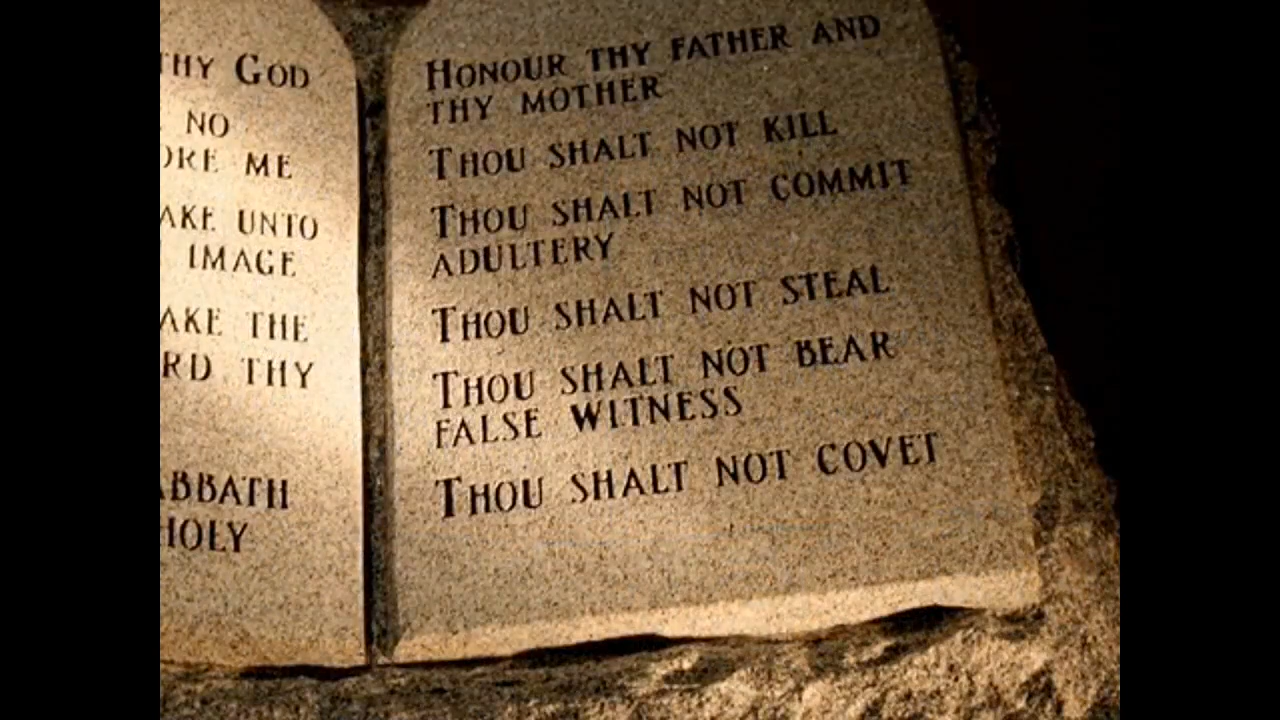 THY GOD
NO
ME
UNTO
IMAGE
THE
THY
HOLY
HONOUR THY FATHER AND
THY MOTHER
THOU SHALT NOT KILL
THOU SHALT NOT COMMIT
ADULTERY
THOU SHALT NOT STEAL
THOU SHALT NOT BEAR
FALSE WITNESS
THOU SHALT NOT COVET